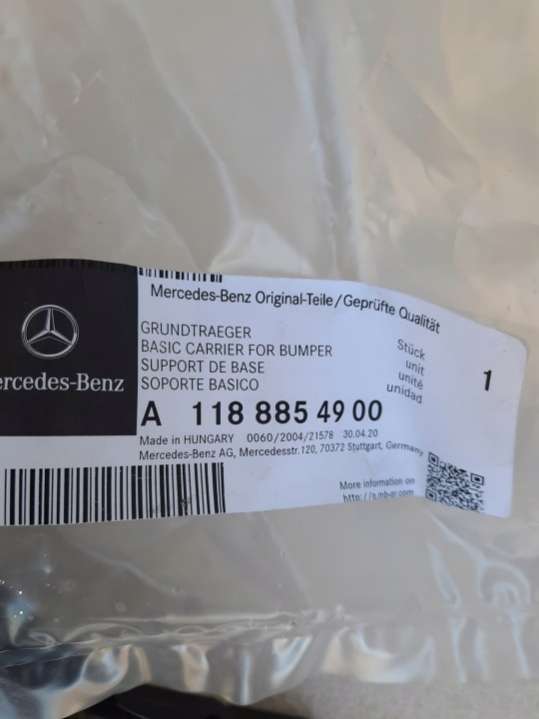 Mercedes-Benz Original-Teile/Geprüfte Qualität
GRUNDTRAEGER
BASIC CARRIER FOR BUMPER
SUPPORT DE BASE
SOPORTE BASICO
Stück
unit
unité
unidad
1
ercedes-Benz
A 118 885 49 00
Made in HUNGARY 0060/2004/21578 30.04.20
Mercedes-Benz AG, Mercedesstr.120, 70372 Stuttgart, Germany
More information on